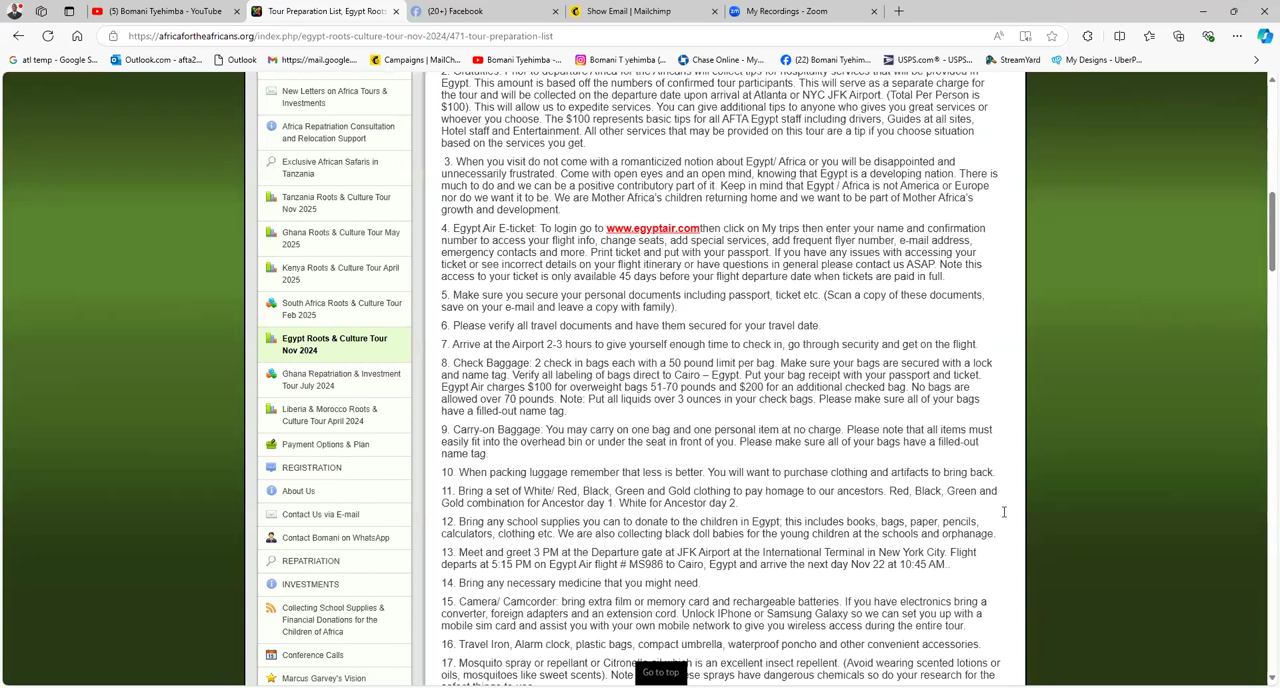 (5) Bomani Tyehimba - YouTube
Tour Preparation List, Egypt Roots
(20+) Facebook
Show Email | Mailchimp
My Recordings - Zoom
https://africafortheafricans.org/index.php/egypt-roots-culture-tour-nov-2024/471-tour-preparation-list
atl temp - Google S...
Outlook.com - afta2...
Outlook
https://mail.google....
Campaigns | MailCh...
Bomani Tyehimba -...
Bomani T yehimba (...
Chase Online - My...
(22) Bomani Tyehim...
USPS.com® - USPS...
StreamYard
My Designs - UberP...
New Letters on Africa Tours &
Investments
Africa Repatriation Consultation
and Relocation Support
Exclusive African Safaris in
Tanzania
Tanzania Roots & Culture Tour
Nov 2025
Ghana Roots & Culture Tour May
2025
Kenya Roots & Culture Tour April
2025
South Africa Roots & Culture Tour
Feb 2025
Egypt Roots & Culture Tour
Nov 2024
Ghana Repatriation & Investment
Tour July 2024
Liberia & Morocco Roots &
Culture Tour April 2024
Payment Options & Plan
REGISTRATION
About Us
Contact Us via E-mail
Contact Bomani on WhatsApp
REPATRIATION
INVESTMENTS
Collecting School Supplies &
Financial Donations for the
Children of Africa
Conference Calls
Marcus Garvey's Vision
2. Gratuities: Prior to departure Africa for the Africans will collect tips for hospitality services that will be provided in
Egypt. This amount is based off the numbers of confirmed tour participants. This will serve as a separate charge for
the tour and will be collected on the departure date upon arrival at Atlanta or NYC JFK Airport. (Total Per Person is
$100). This will allow us to expedite services. You can give additional tips to anyone who gives you great services or
whoever you choose. The $100 represents basic tips for all AFTA Egypt staff including drivers, Guides at all sites,
Hotel staff and Entertainment. All other services that may be provided on this tour are a tip if you choose situation
based on the services you get.
3. When you visit do not come with a romanticized notion about Egypt/ Africa or you will be disappointed and
unnecessarily frustrated. Come with open eyes and an open mind, knowing that Egypt is a developing nation. There is
much to do and we can be a positive contributory part of it. Keep in mind that Egypt / Africa is not America or Europe
nor do we want it to be. We are Mother Africa's children returning home and we want to be part of Mother Africa's
growth and development.
4. Egypt Air E-ticket: To login go to www.egyptair.comthen click on My trips then enter your name and confirmation
number to access your flight info, change seats, add special services, add frequent flyer number, e-mail address,
emergency contacts and more. Print ticket and put with your passport. If you have any issues with accessing your
ticket or see incorrect details on your flight itinerary or have questions in general please contact us ASAP. Note this
access to your ticket is only available 45 days before your flight departure date when tickets are paid in full.
5. Make sure you secure your personal documents including passport, ticket etc. (Scan a copy of these documents,
save on your e-mail and leave a copy with family).
6. Please verify all travel documents and have them secured for your travel date.
7. Arrive at the Airport 2-3 hours to give yourself enough time to check in, go through security and get on the flight.
8. Check Baggage: 2 check in bags each with a 50 pound limit per bag. Make sure your bags are secured with a lock
and name tag. Verify all labeling of bags direct to Cairo – Egypt. Put your bag receipt with your passport and ticket.
Egypt Air charges $100 for overweight bags 51-70 pounds and $200 for an additional checked bag. No bags are
allowed over 70 pounds. Note: Put all liquids over 3 ounces in your check bags. Please make sure all of your bags
have a filled-out name tag.
9. Carry-on Baggage: You may carry on one bag and one personal item at no charge. Please note that all items must
easily fit into the overhead bin or under the seat in front of you. Please make sure all of your bags have a filled-out
name tag.
10. When packing luggage remember that less is better. You will want to purchase clothing and artifacts to bring back.
11. Bring a set of White/ Red, Black, Green and Gold clothing to pay homage to our ancestors. Red, Black, Green and
Gold combination for Ancestor day 1. White for Ancestor day 2.
12. Bring any school supplies you can to donate to the children in Egypt; this includes books, bags, paper, pencils,
calculators, clothing etc. We are also collecting black doll babies for the young children at the schools and orphanage.
13. Meet and greet 3 PM at the Departure gate at JFK Airport at the International Terminal in New York City. Flight
departs at 5:15 PM on Egypt Air flight # MS986 to Cairo, Egypt and arrive the next day Nov 22 at 10:45 AM..
14. Bring any necessary medicine that you might need.
15. Camera/ Camcorder: bring extra film or memory card and rechargeable batteries. If you have electronics bring a
converter, foreign adapters and an extension cord. Unlock IPhone or Samsung Galaxy so we can set you up with a
mobile sim card and assist you with your own mobile network to give you wireless access during the entire tour.
16. Travel Iron, Alarm clock, plastic bags, compact umbrella, waterproof poncho and other convenient accessories.
17. Mosquito spray or repellant or Citronella oil which is an excellent insect repellent. (Avoid wearing scented lotions or
oils, mosquitoes like sweet scents). Note these sprays have dangerous chemicals so do your research for the
Go to top